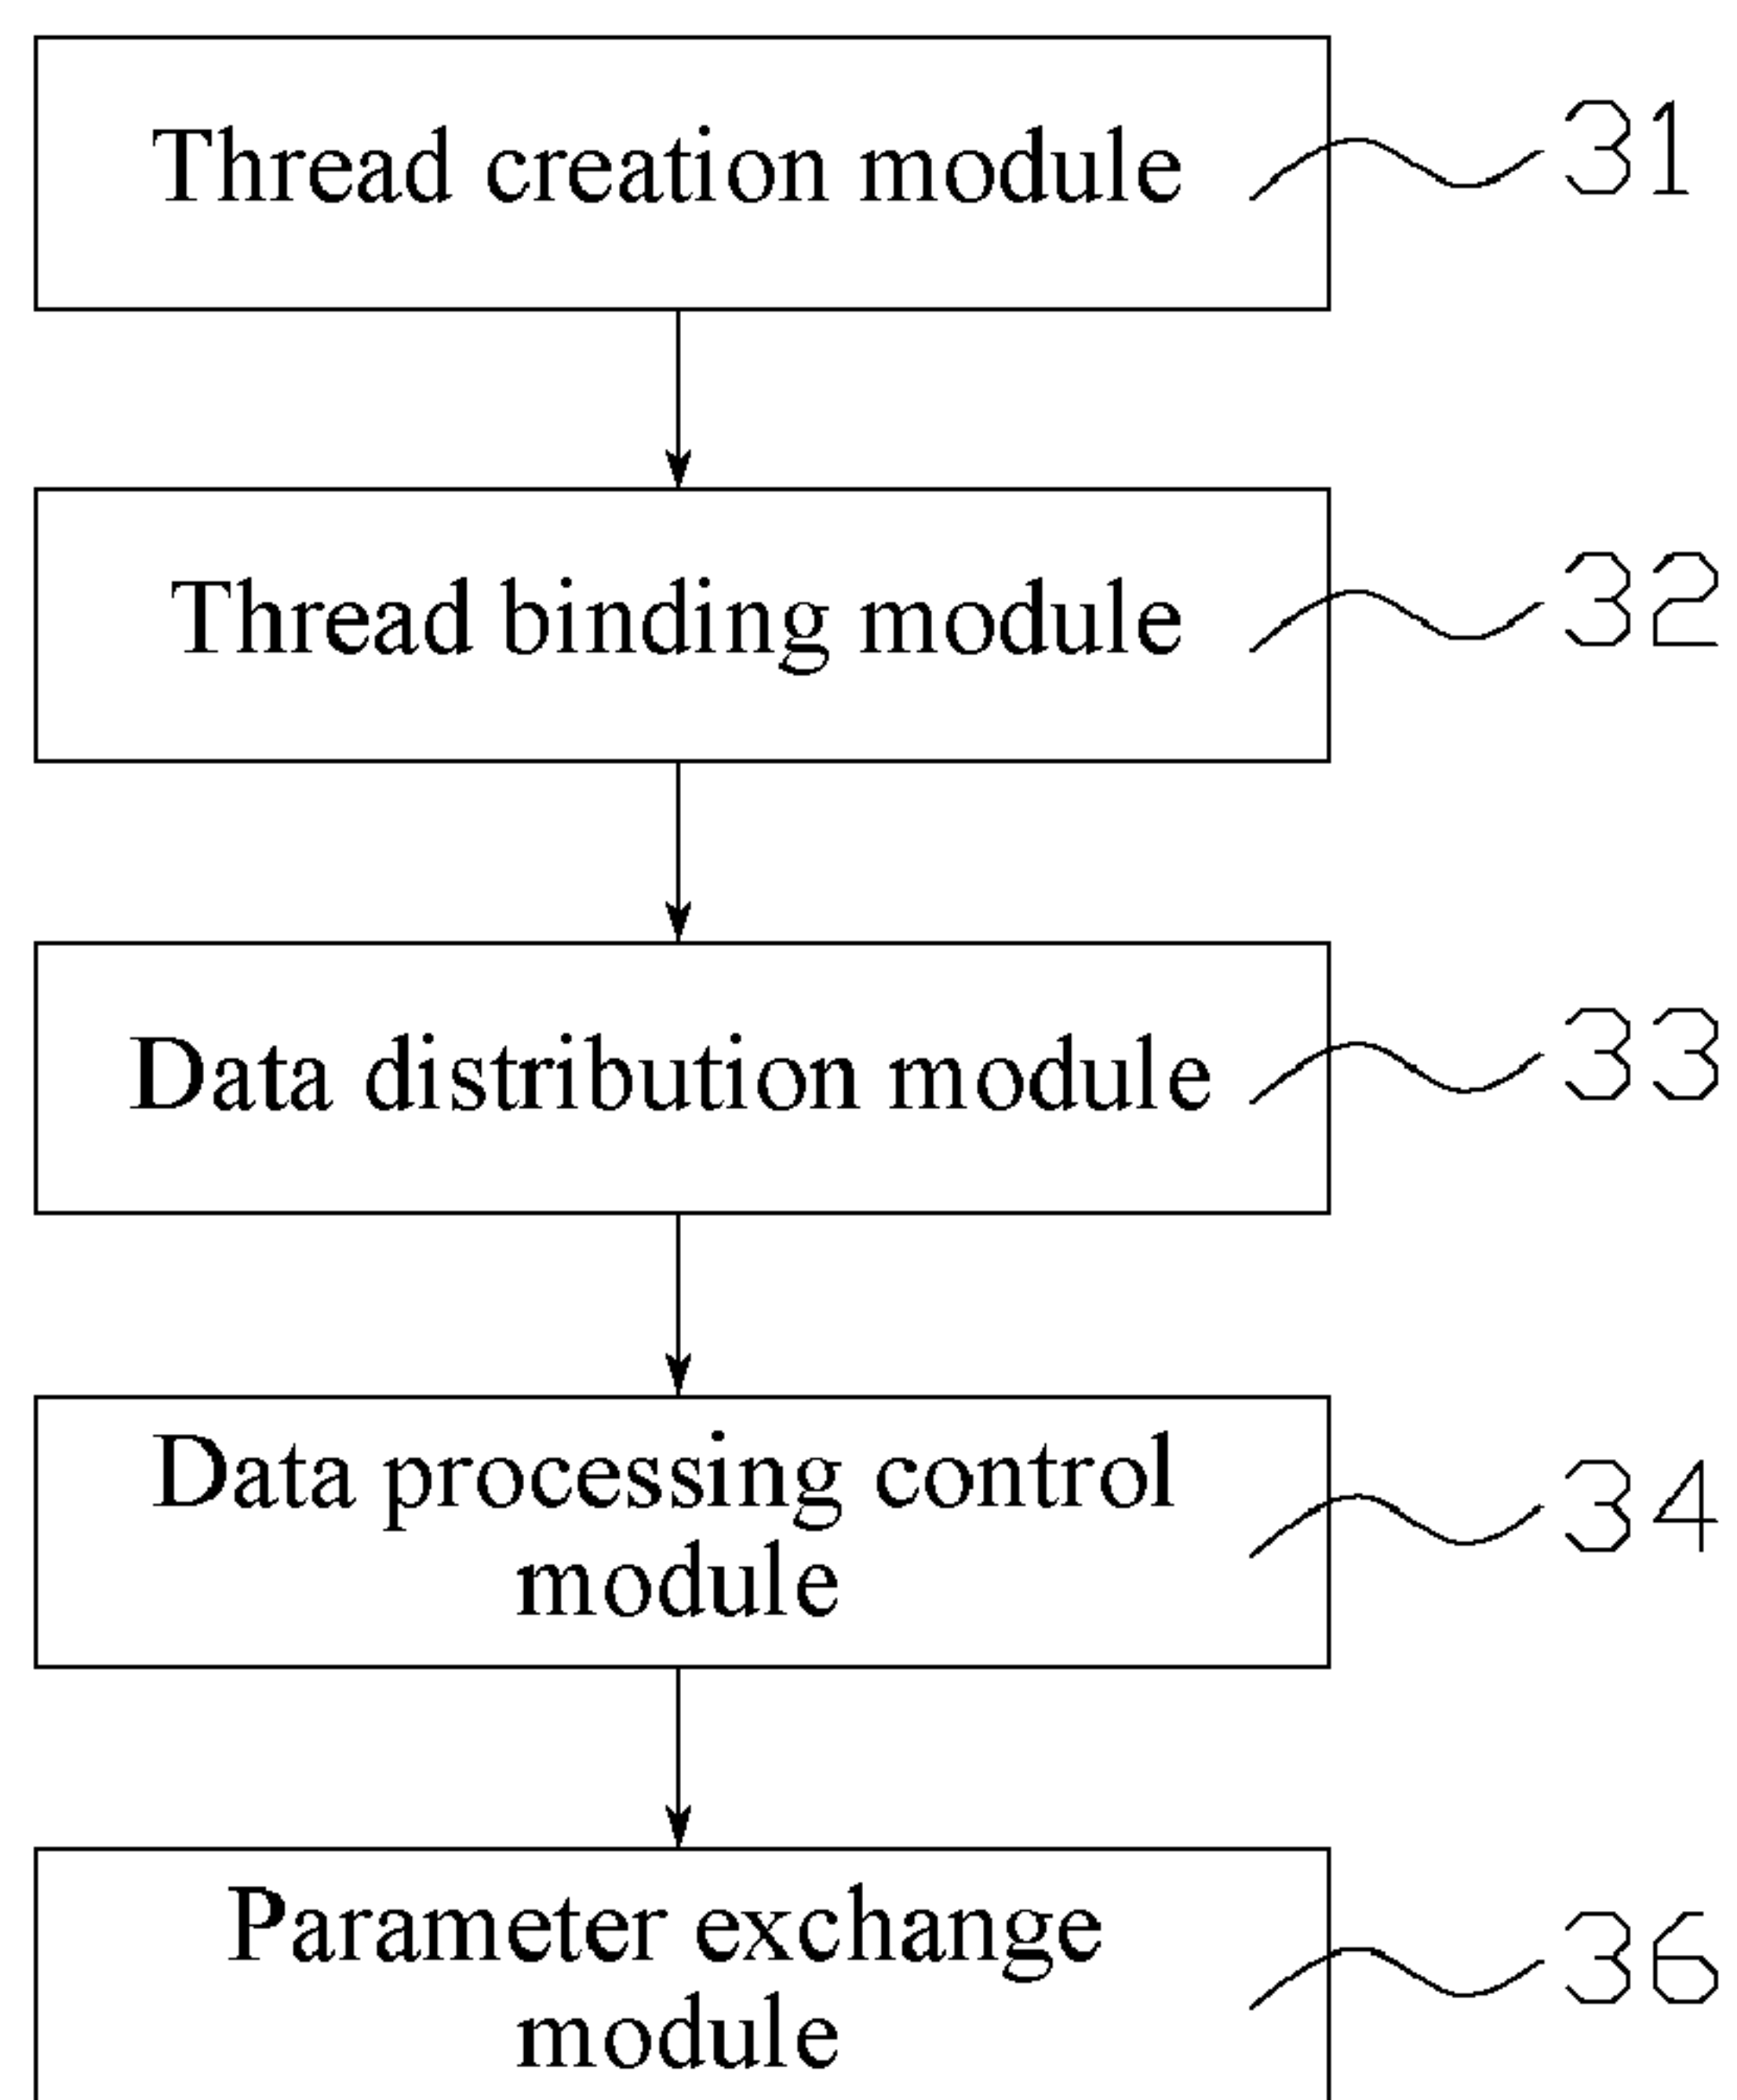 Thread creation module 31
Thread binding module 32
Data distribution module 33
Data processing control 34
module
Parameter exchange 36
module